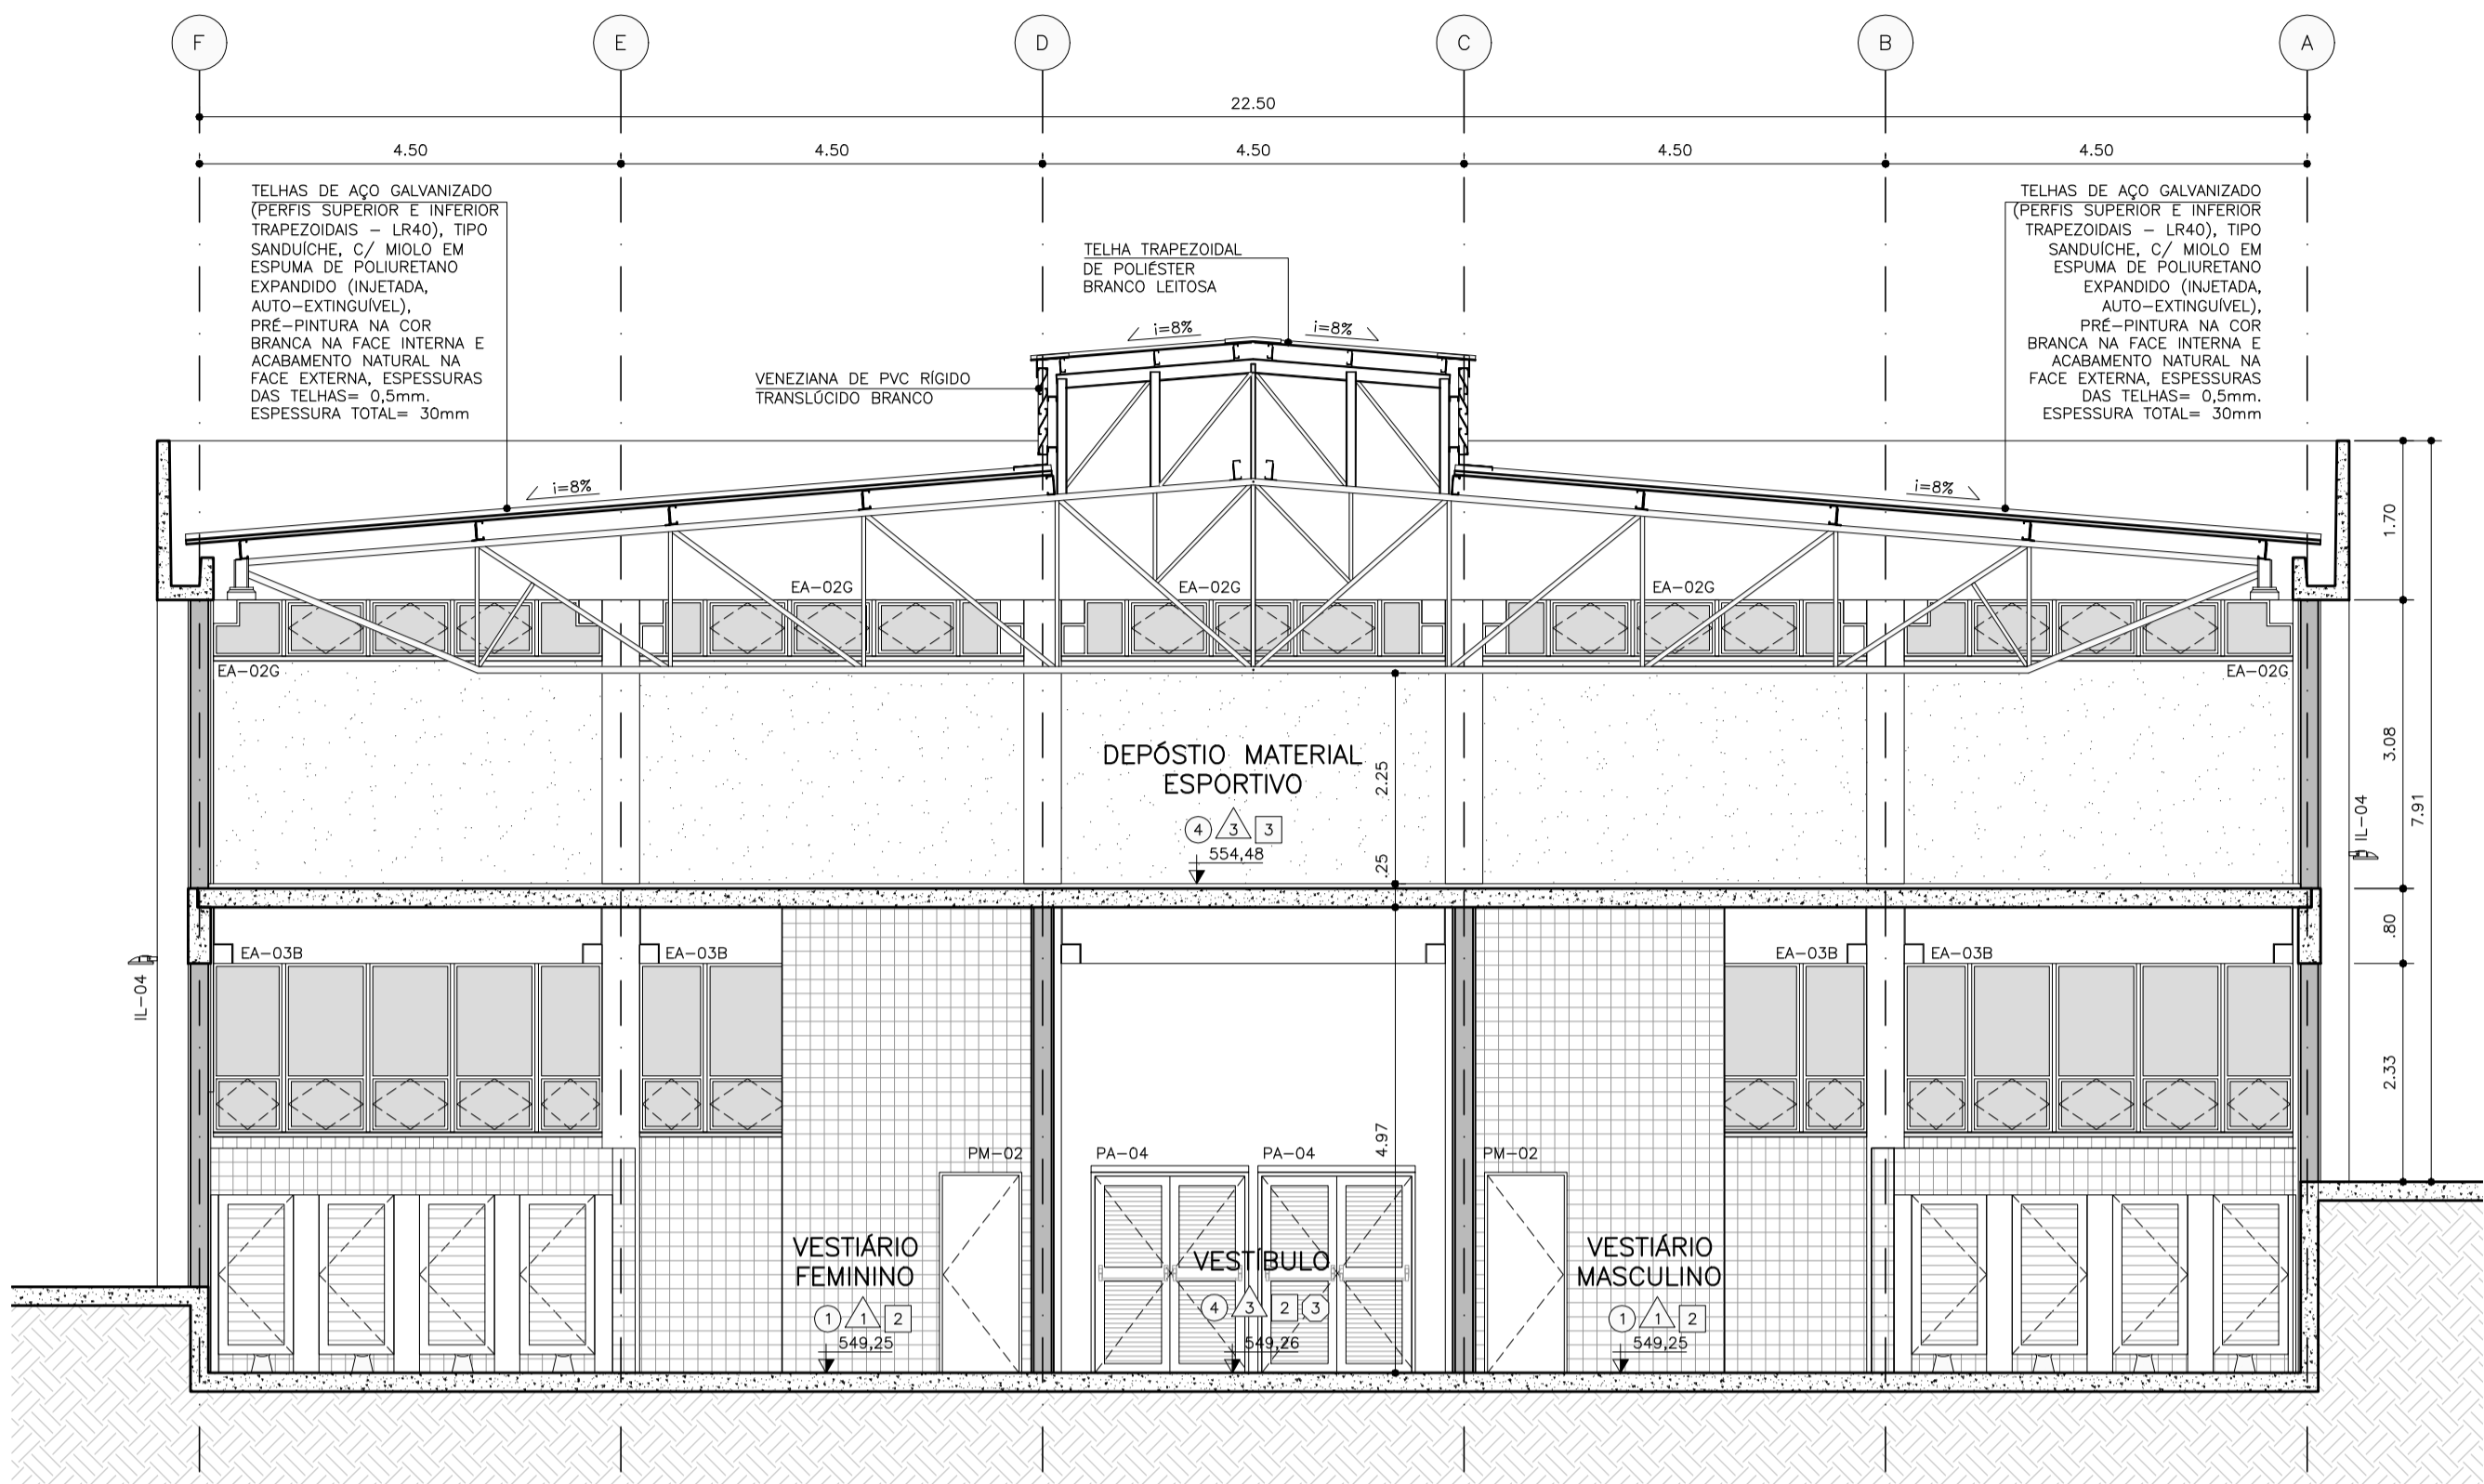 F
E
D
C
B
A
22.50
4.50
4.50
4.50
4.50
4.50
TELHAS DE AÇO GALVANIZADO
(PERFIS SUPERIOR E INFERIOR
TRAPEZOIDAIS – LR40), TIPO
SANDUÍCHE, C/ MIOLO EM
ESPUMA DE POLIURETANO
EXPANDIDO (INJETADA,
AUTO–EXTINGUÍVEL),
PRÉ–PINTURA NA COR
BRANCA NA FACE INTERNA E
ACABAMENTO NATURAL NA
FACE EXTERNA, ESPESSURAS
DAS TELHAS= 0,5mm.
ESPESSURA TOTAL= 30mm
TELHA TRAPEZOIDAL
DE POLIÉSTER
BRANCO LEITOSA
TELHAS DE AÇO GALVANIZADO
(PERFIS SUPERIOR E INFERIOR
TRAPEZOIDAIS – LR40), TIPO
SANDUÍCHE, C/ MIOLO EM
ESPUMA DE POLIURETANO
EXPANDIDO (INJETADA,
AUTO–EXTINGUÍVEL),
PRÉ–PINTURA NA COR
BRANCA NA FACE INTERNA E
ACABAMENTO NATURAL NA
FACE EXTERNA, ESPESSURAS
DAS TELHAS= 0,5mm.
ESPESSURA TOTAL= 30mm
i=8%
i=8%
VENEZIANA DE PVC RÍGIDO
TRANSLÚCIDO BRANCO
i=8%
i=8%
1.70
EA–02G
EA–02G
EA–02G
EA–02G
EA–02G
DEPÓSTIO MATERIAL
ESPORTIVO
4 3 3
554,48
2.25
.25
3.08
7.91
IL–04
EA–03B
EA–03B
EA–03B
EA–03B
.80
IL–04
2.33
4.97
PM–02
PA–04
PA–04
PM–02
VESTIÁRIO
FEMININO
1 1 2
549,25
VESTÍBULO
4 3 2 3
549,26
VESTIÁRIO
MASCULINO
1 1 2
549,25